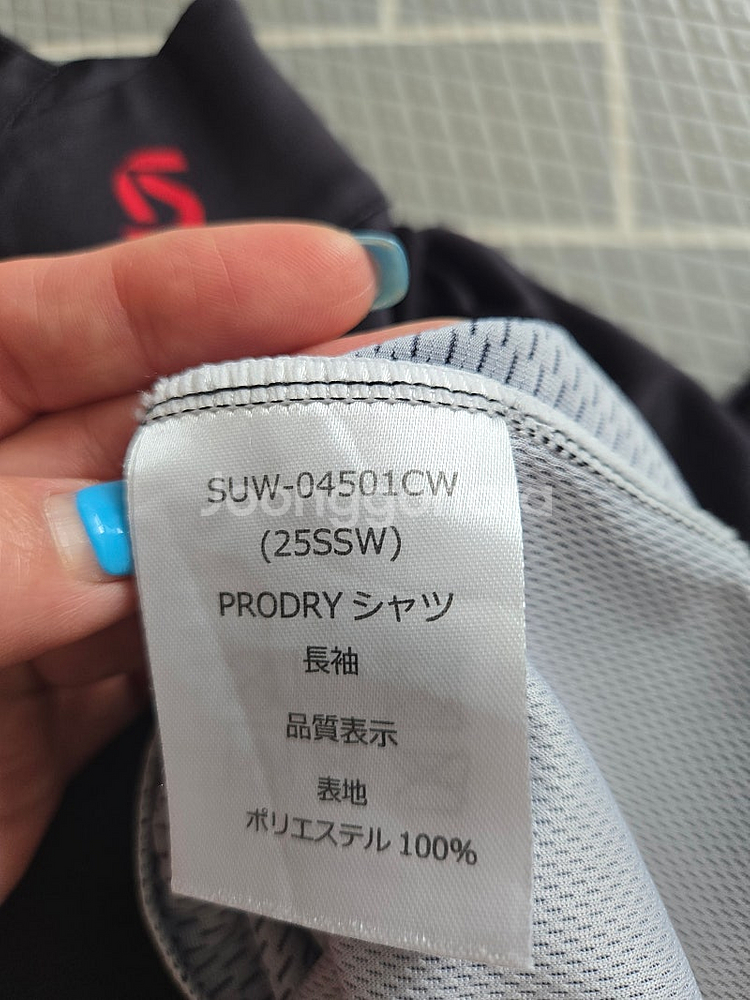 SUW-04501CW
(25SSW)
PRODRY シャツ
長袖
品質表示
表地
ポリエステル 100%